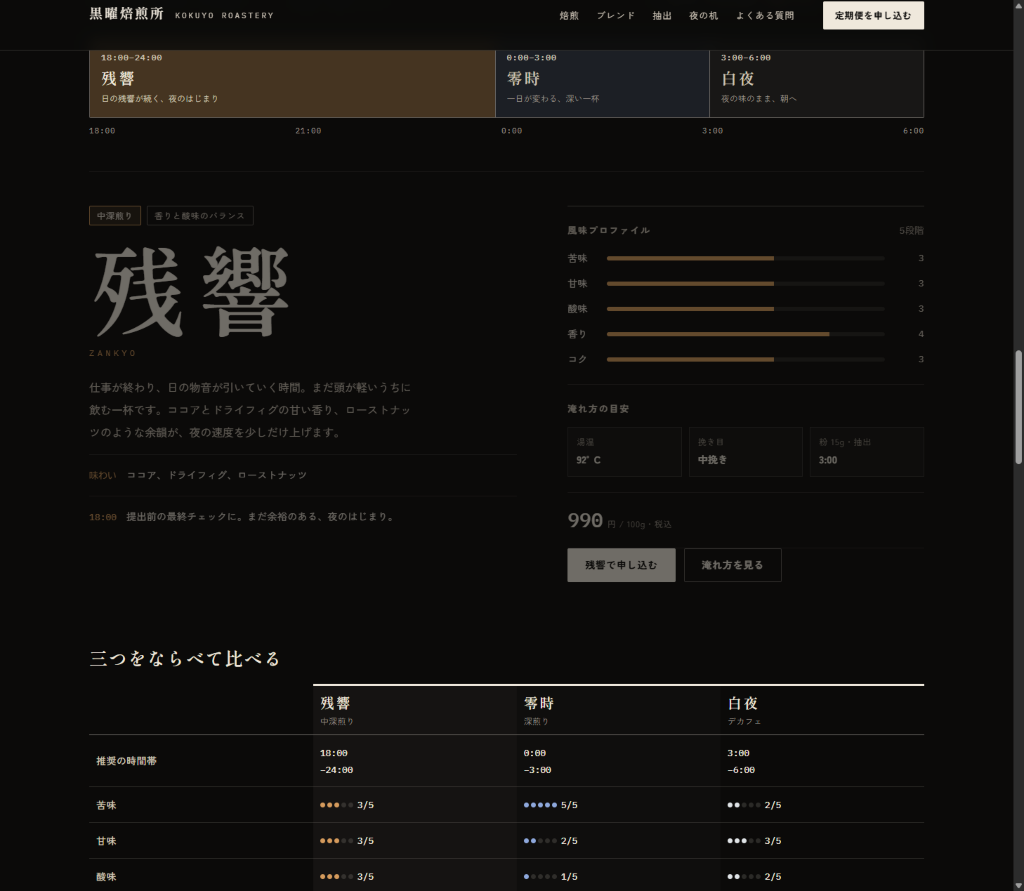 黒曜焙煎所 KOKUYO ROASTERY
焙煎 ブレンド 抽出 夜の机 よくある質問 定期便を申し込む
18:00–24:00
残響
日の残響が続く、夜のはじまり
0:00–3:00
零時
一日が変わる、深い一杯
3:00–6:00
白夜
夜の味のまま、朝へ
18:00 21:00 0:00 3:00 6:00
中深煎り 香りと酸味のバランス
残響
ZANKYO
仕事が終わり、日の物音が引いていく時間。まだ頭が軽いうちに
飲む一杯です。ココアとドライフィグの甘い香り、ローストナッ
ツのような余韻が、夜の速度を少しだけ上げます。
味わい ココア、ドライフィグ、ローストナッツ
18:00 提出前の最終チェックに。まだ余裕のある、夜のはじまり。
風味プロファイル 5段階
苦味 3
甘味 3
酸味 3
香り 4
コク 3
淹れ方の目安
湯温
92°C
挽き目
中挽き
粉 15g・抽出
3:00
990 円 / 100g・税込
残響で申し込む 淹れ方を見る
三つをならべて比べる
残響 零時 白夜
中深煎り 深煎り デカフェ
推奨の時間帯
18:00
–24:00
0:00
–3:00
3:00
–6:00
苦味 3/5 5/5 2/5
甘味 3/5 2/5 3/5
酸味 3/5 1/5 2/5